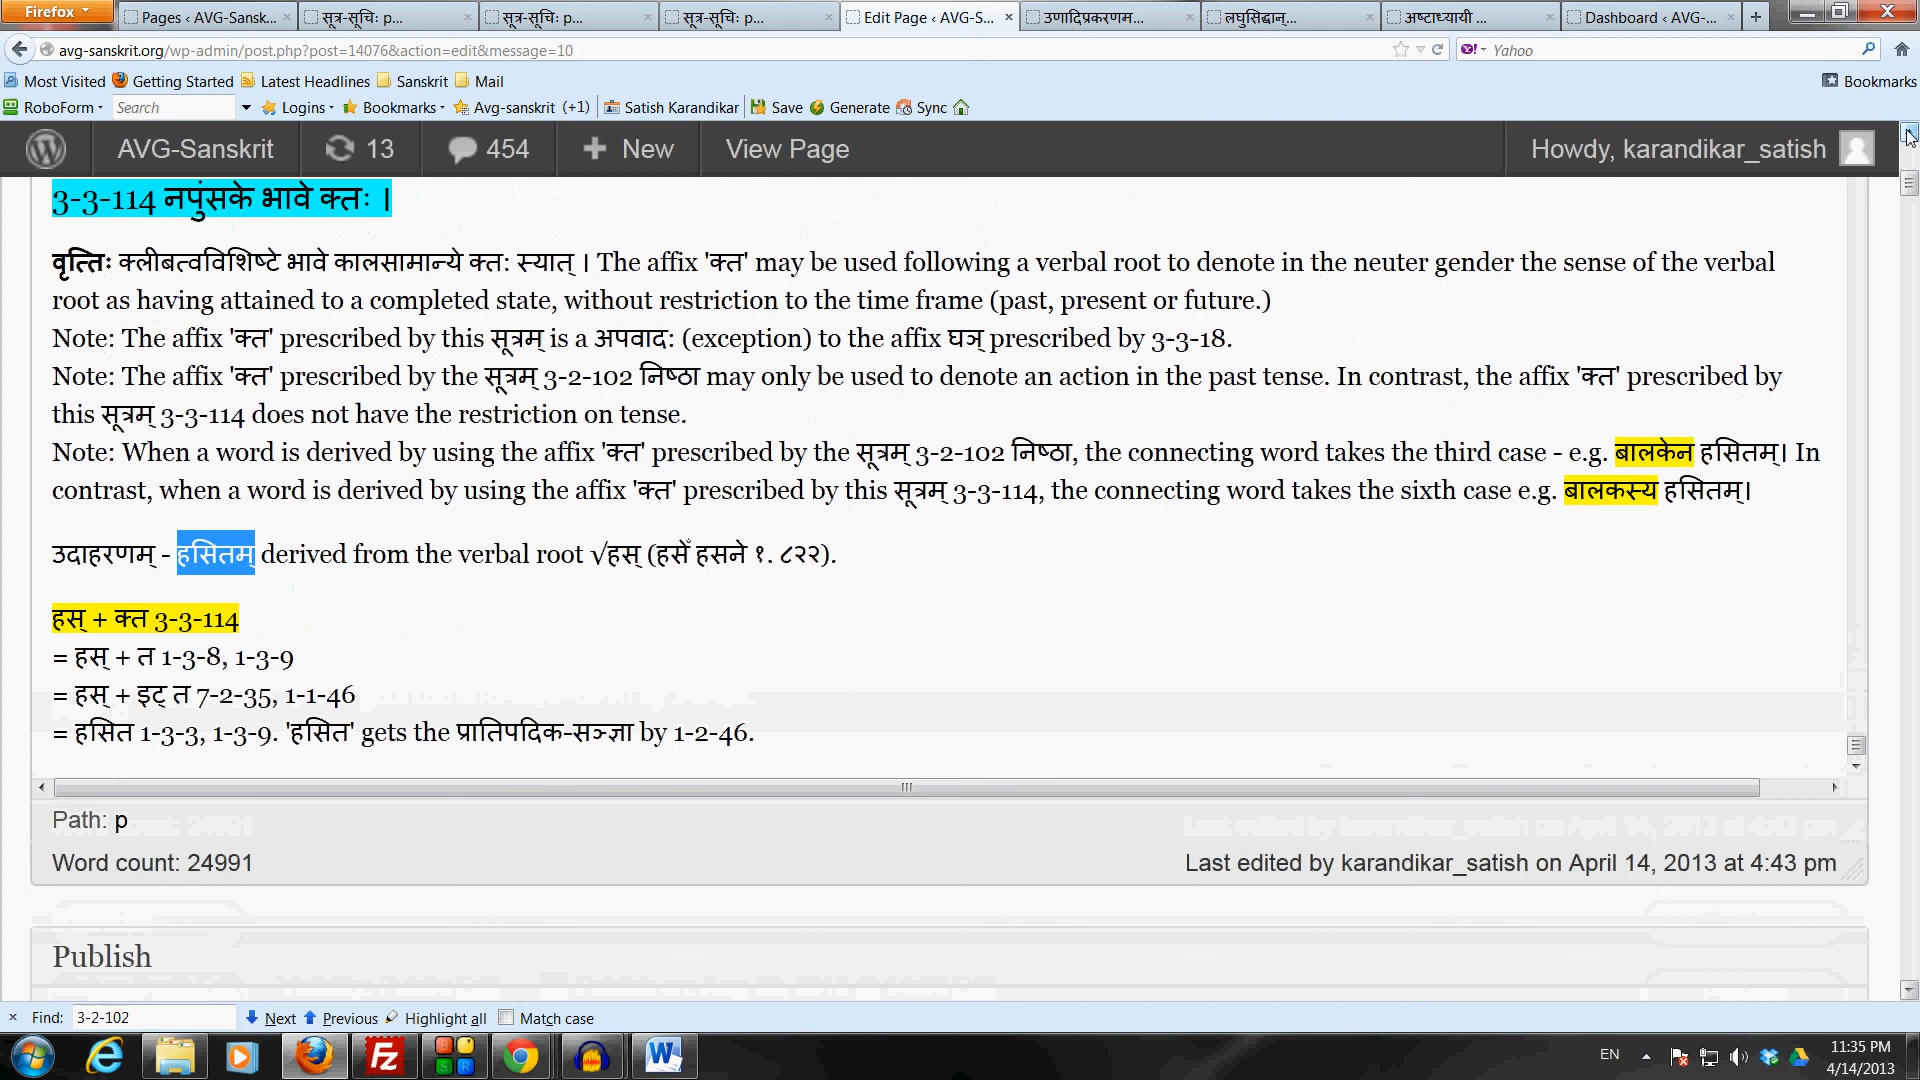 Firefox
Pages ‹ AVG-Sansk...
सूत्र-सूचिः p...
सूत्र-सूचिः p...
सूत्र-सूचिः p...
Edit Page ‹ AVG-S...
उणादिप्रकरणम...
लघुसिद्धान्...
अष्टाध्यायी ...
Dashboard ‹ AVG-...
avg-sanskrit.org/wp-admin/post.php?post=14076&action=edit&message=10
Yahoo
Most Visited Getting Started Latest Headlines Sanskrit Mail
Bookmarks
RoboForm Search Logins Bookmarks Avg-sanskrit (+1) Satish Karandikar Save Generate Sync
AVG-Sanskrit 13 454 + New View Page
Howdy, karandikar_satish
3-3-114 नपुंसके भावे क्तः ।
वृत्तिः क्लीबत्वविशिष्टे भावे कालसामान्ये क्त: स्यात् । The affix 'क्त' may be used following a verbal root to denote in the neuter gender the sense of the verbal
root as having attained to a completed state, without restriction to the time frame (past, present or future.)
Note: The affix 'क्त' prescribed by this सूत्रम् is a अपवाद: (exception) to the affix घञ् prescribed by 3-3-18.
Note: The affix 'क्त' prescribed by the सूत्रम् 3-2-102 निष्ठा may only be used to denote an action in the past tense. In contrast, the affix 'क्त' prescribed by
this सूत्रम् 3-3-114 does not have the restriction on tense.
Note: When a word is derived by using the affix 'क्त' prescribed by the सूत्रम् 3-2-102 निष्ठा, the connecting word takes the third case - e.g. बालकेन हसितम्। In
contrast, when a word is derived by using the affix 'क्त' prescribed by this सूत्रम् 3-3-114, the connecting word takes the sixth case e.g. बालकस्य हसितम्।
उदाहरणम् - हसितम् derived from the verbal root √हस् (हसेँ हसने १. ८२२).
हस् + क्त 3-3-114
= हस् + त 1-3-8, 1-3-9
= हस् + इट् त 7-2-35, 1-1-46
= हसित 1-3-3, 1-3-9. 'हसित' gets the प्रातिपदिक-सञ्ज्ञा by 1-2-46.
Path: p
Word count: 24991
Last edited by karandikar_satish on April 14, 2013 at 4:43 pm
Publish
Find: 3-2-102 Next Previous Highlight all Match case
EN
11:35 PM
4/14/2013